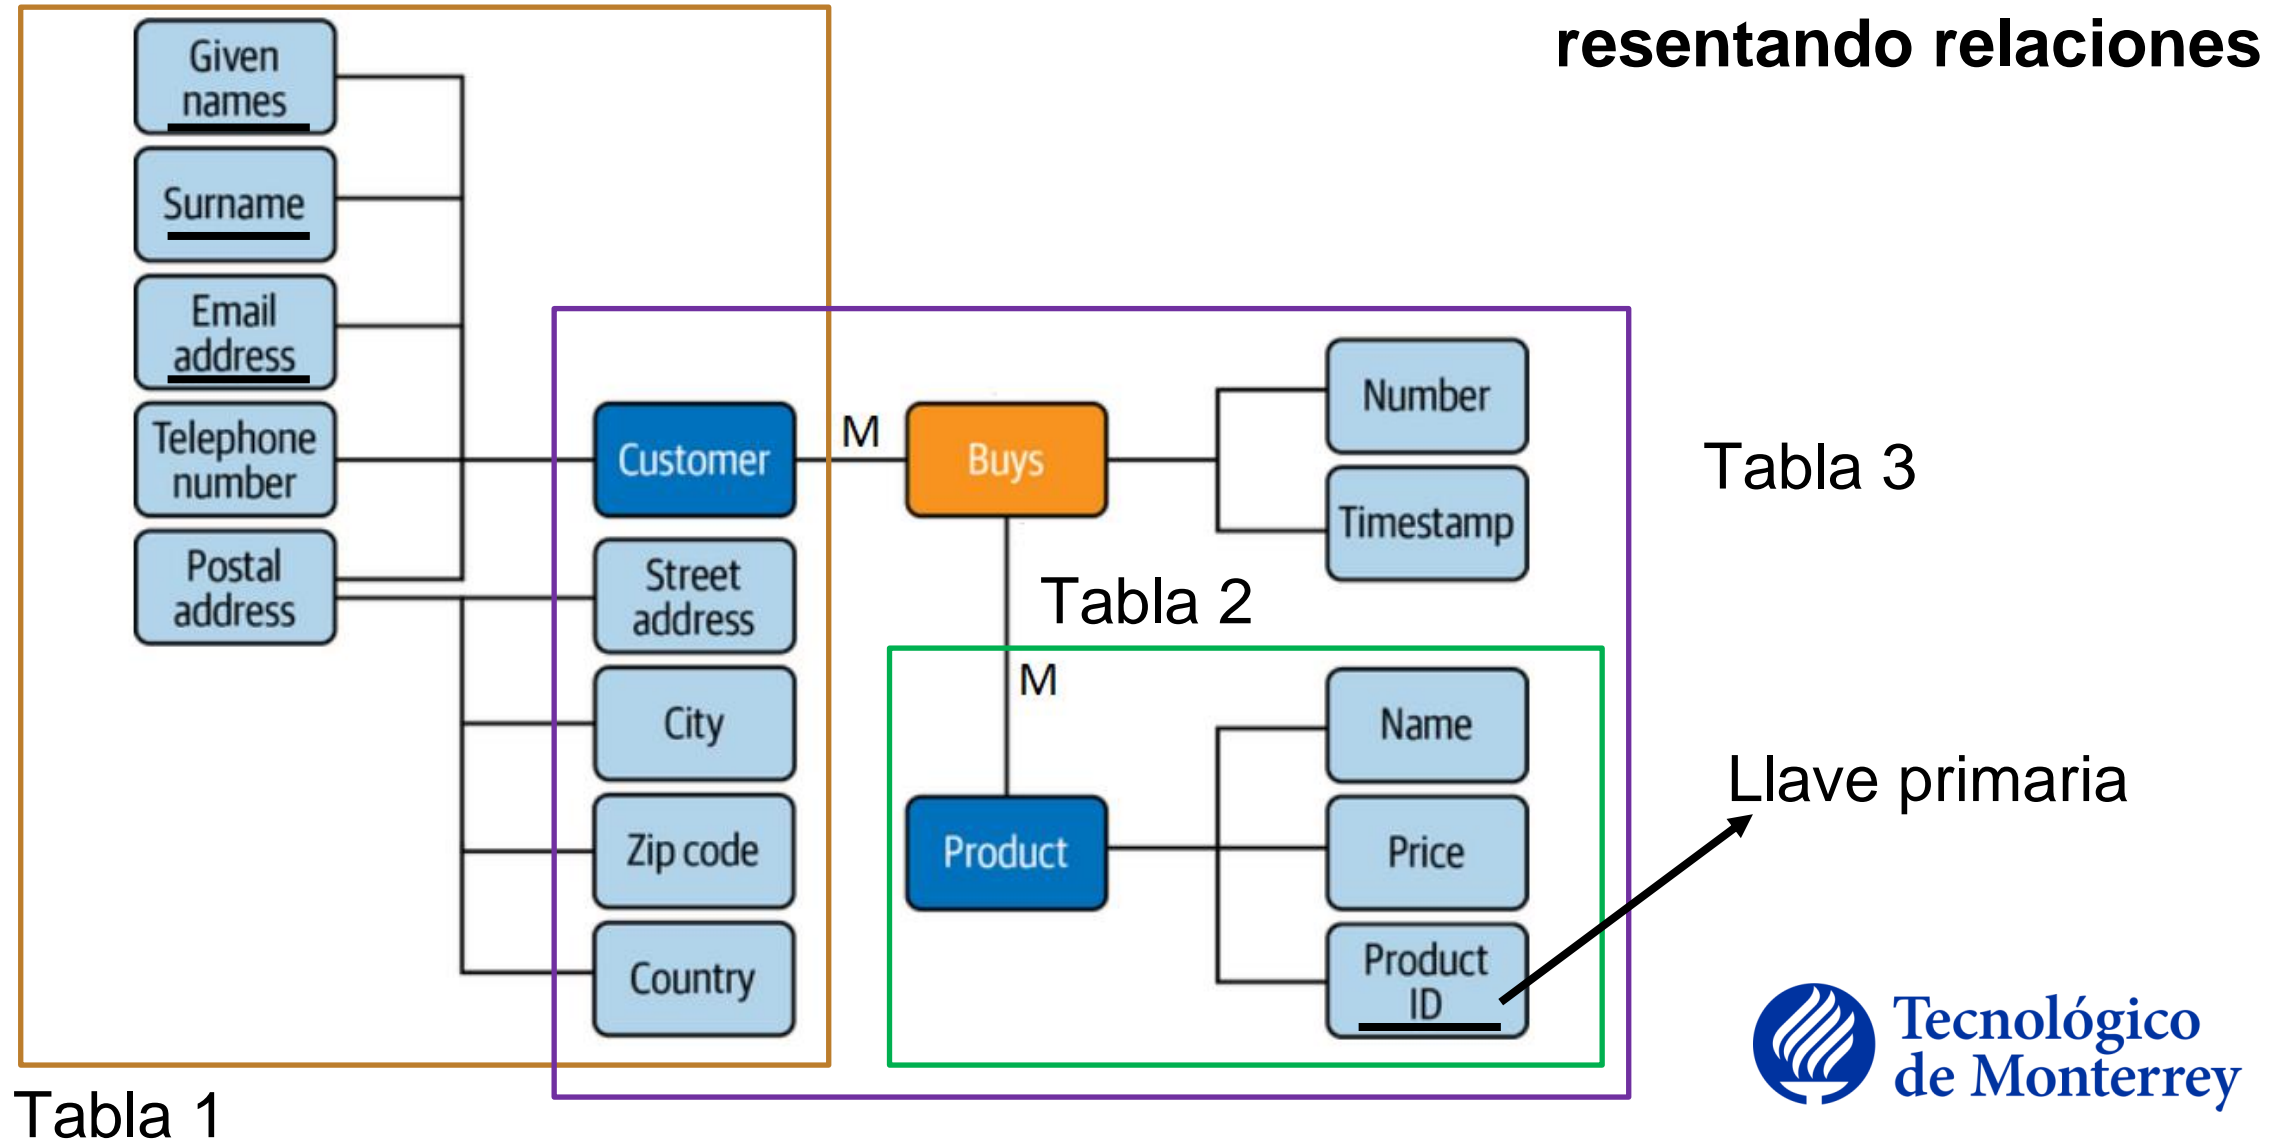 resentando relaciones
Given
names
Surname
Email
address
Telephone
number
Postal
address
Customer
Street
address
City
Zip code
Country
M
Buys
Number
Timestamp
Tabla 3
Tabla 2
M
Product
Name
Price
Product
ID
Llave primaria
Tabla 1
Tecnológico
de Monterrey